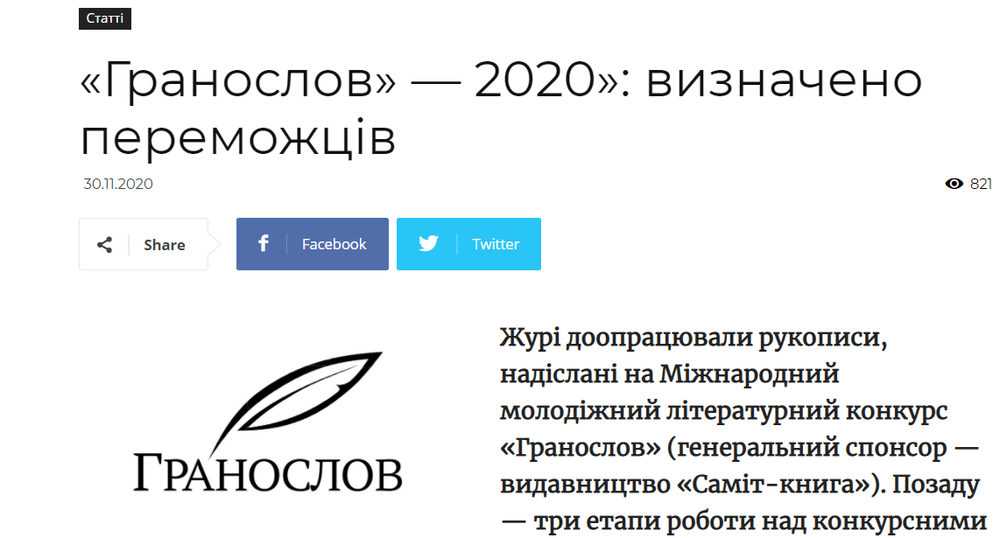 Статті
«Гранослов» — 2020»: визначено
переможців
30.11.2020
821
Share
Facebook
Twitter
ГРАНОСЛОВ
Журі доопрацювали рукописи,
надіслані на Міжнародний
молодіжний літературний конкурс
«Гранослов» (генеральний спонсор —
видавництво «Саміт-книга»). Позаду
— три етапи роботи над конкурсними